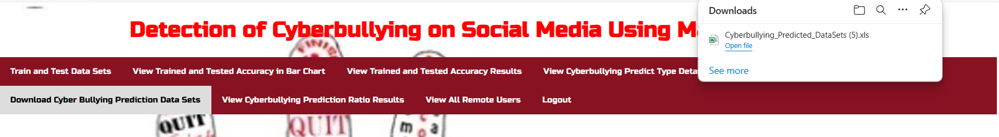 Detection of Cyberbullying on Social Media Using Ma
Train and Test Data Sets
View Trained and Tested Accuracy in Bar Chart
View Trained and Tested Accuracy Results
View Cyberbullying Predict Type Deta
Download Cyber Bullying Prediction Data Sets
View Cyberbullying Prediction Ratio Results
View All Remote Users
Logout
Downloads
Cyberbullying_Predicted_DataSets (5).xls
Open file
See more
QUIT
QUIT
m o a